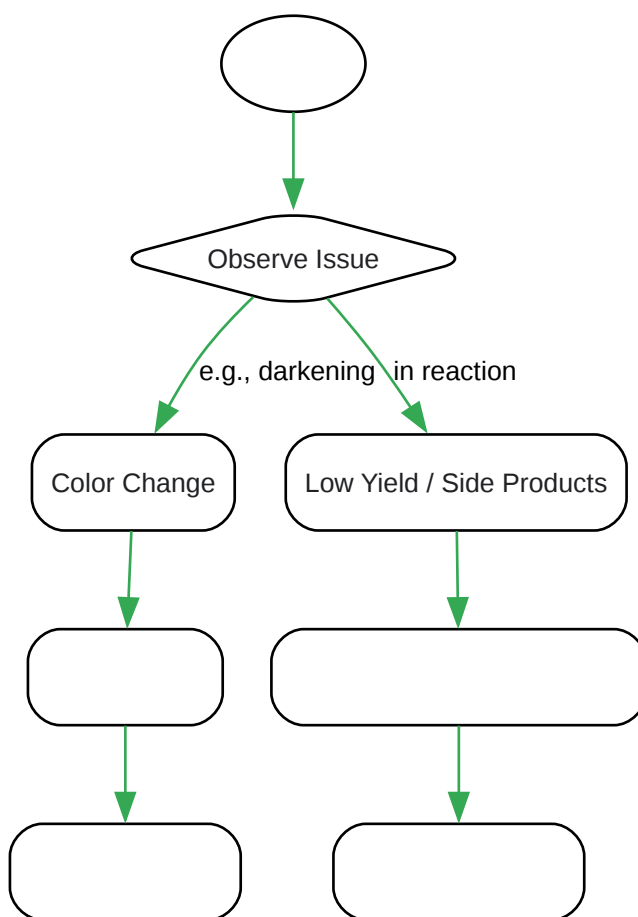 Observe Issue
e.g., darkening
in reaction
Color Change
Low Yield / Side Products